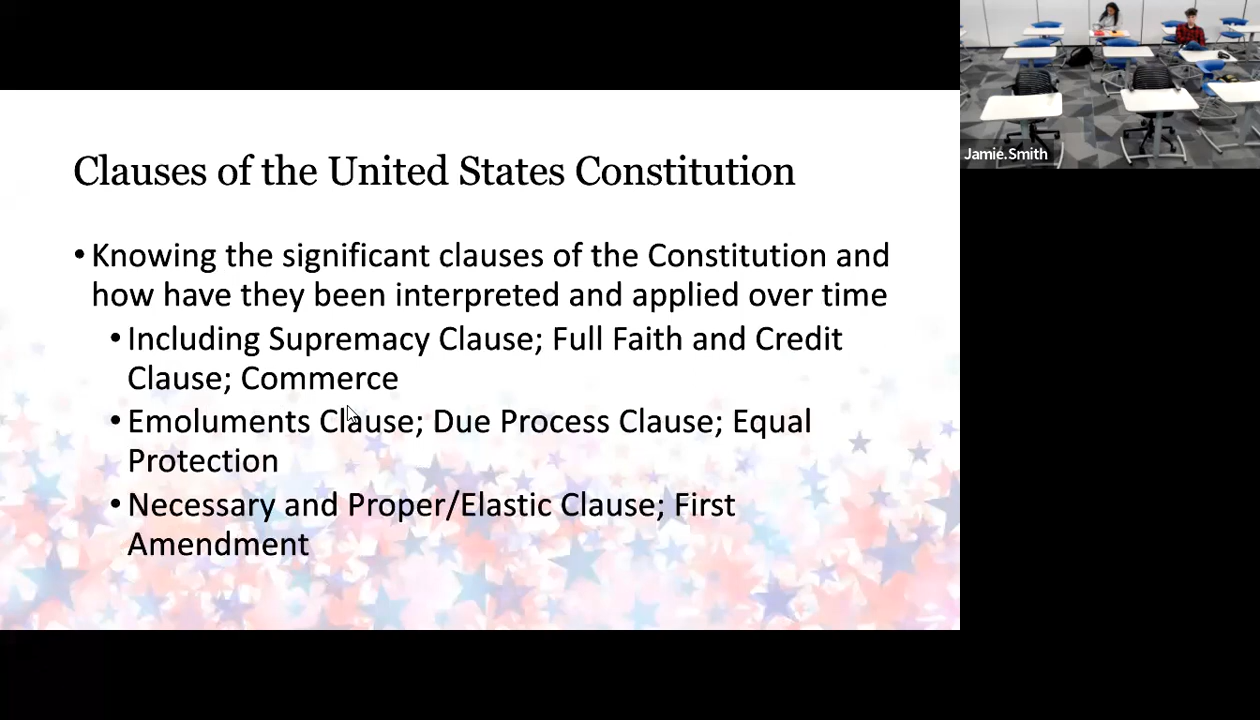 Clauses of the United States Constitution
• Knowing the significant clauses of the Constitution and
how have they been interpreted and applied over time
• Including Supremacy Clause; Full Faith and Credit
Clause; Commerce
• Emoluments Clause; Due Process Clause; Equal
Protection
• Necessary and Proper/Elastic Clause; First
Amendment
Jamie.Smith